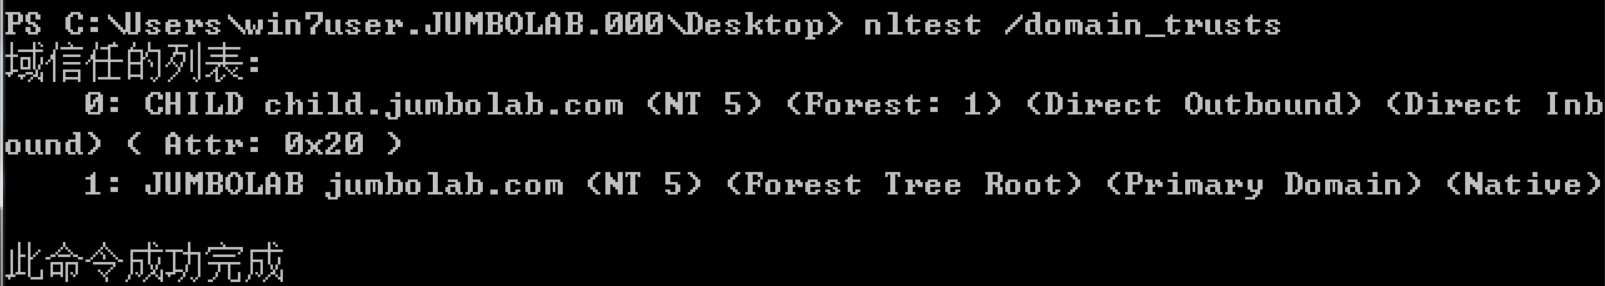 PS C:\Users\win7user.JUMBOLAB.000\Desktop> nltest /domain_trusts
域信任的列表:
    0: CHILD child.jumbolab.com (NT 5) (Forest: 1) (Direct Outbound) (Direct Inb
ound) ( Attr: 0x20 )
    1: JUMBOLAB jumbolab.com (NT 5) (Forest Tree Root) (Primary Domain) (Native)
此命令成功完成